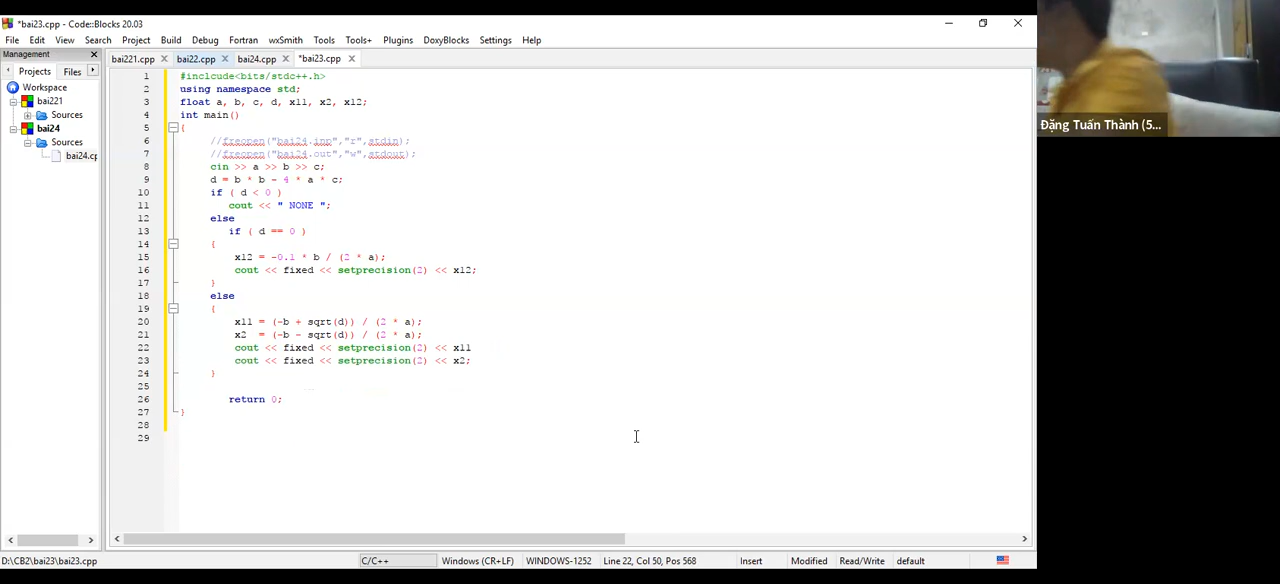 *bai23.cpp - Code::Blocks 20.03
File Edit View Search Project Build Debug Fortran wxSmith Tools Tools+ Plugins DoxyBlocks Settings Help
Management
bai221.cpp bai22.cpp bai24.cpp *bai23.cpp
Projects Files
Workspace
bai221
Sources
bai24
Sources
bai24.cp
1 #inclcude<bits/stdc++.h>
2 using namespace std;
3 float a, b, c, d, x11, x2, x12;
4 int main()
5 {
6 //freopen("bai24.inp","r",stdin);
7 //freopen("bai24.out","w",stdout);
8 cin >> a >> b >> c;
9 d = b * b - 4 * a * c;
10 if ( d < 0 )
11 cout << " NONE ";
12 else
13 if ( d == 0 )
14 {
15 x12 = -0.1 * b / (2 * a);
16 cout << fixed << setprecision(2) << x12;
17 }
18 else
19 {
20 x11 = (-b + sqrt(d)) / (2 * a);
21 x2 = (-b - sqrt(d)) / (2 * a);
22 cout << fixed << setprecision(2) << x11
23 cout << fixed << setprecision(2) << x2;
24 }
25
26 return 0;
27 }
28
29
D:\CB2\bai23\bai23.cpp C/C++ Windows (CR+LF) WINDOWS-1252 Line 22, Col 50, Pos 568 Insert Modified Read/Write default
Đặng Tuấn Thành (5...